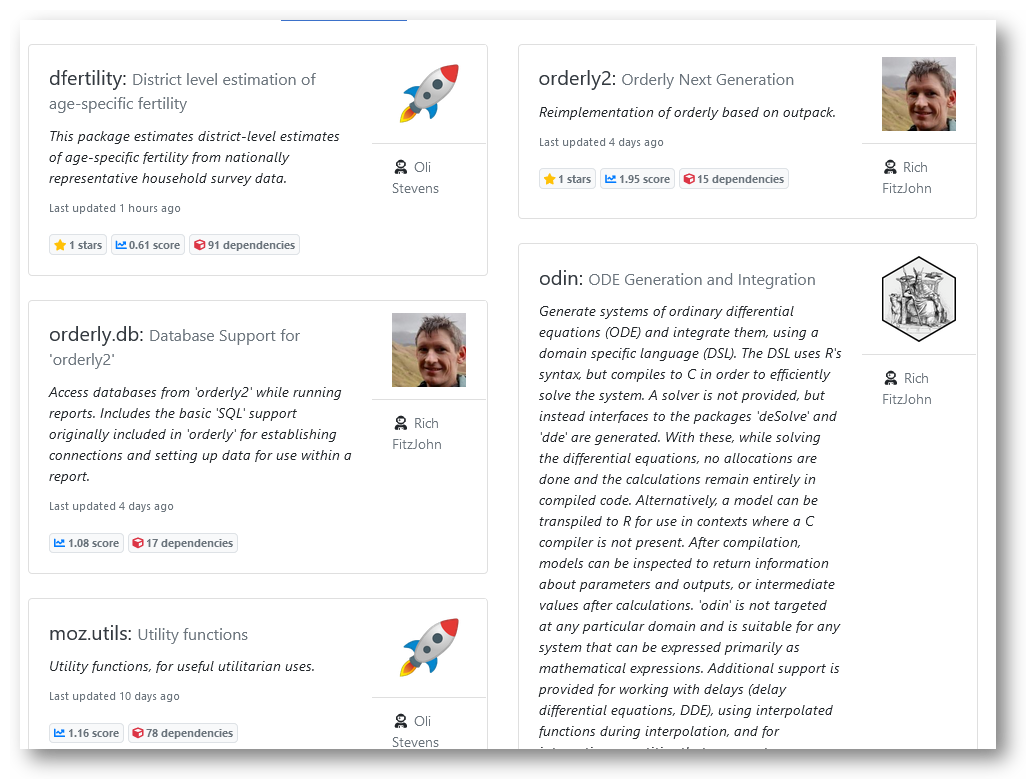 dfertility: District level estimation of
age-specific fertility
This package estimates district-level estimates
of age-specific fertility from nationally
representative household survey data.
Last updated 1 hours ago
1 stars 0.61 score 91 dependencies
Oli
Stevens
orderly.db: Database Support for
'orderly2'
Access databases from 'orderly2' while running
reports. Includes the basic 'SQL' support
originally included in 'orderly' for establishing
connections and setting up data for use within a
report.
Last updated 4 days ago
1.08 score 17 dependencies
Rich
FitzJohn
moz.utils: Utility functions
Utility functions, for useful utilitarian uses.
Last updated 10 days ago
1.16 score 78 dependencies
Oli
Stevens
orderly2: Orderly Next Generation
Reimplementation of orderly based on outpack.
Last updated 4 days ago
1 stars 1.95 score 15 dependencies
Rich
FitzJohn
odin: ODE Generation and Integration
Generate systems of ordinary differential
equations (ODE) and integrate them, using a
domain specific language (DSL). The DSL uses R's
syntax, but compiles to C in order to efficiently
solve the system. A solver is not provided, but
instead interfaces to the packages 'deSolve' and
'dde' are generated. With these, while solving
the differential equations, no allocations are
done and the calculations remain entirely in
compiled code. Alternatively, a model can be
transpiled to R for use in contexts where a C
compiler is not present. After compilation,
models can be inspected to return information
about parameters and outputs, or intermediate
values after calculations. 'odin' is not targeted
at any particular domain and is suitable for any
system that can be expressed primarily as
mathematical expressions. Additional support is
provided for working with delays (delay
differential equations, DDE), using interpolated
functions during interpolation, and for
Rich
FitzJohn